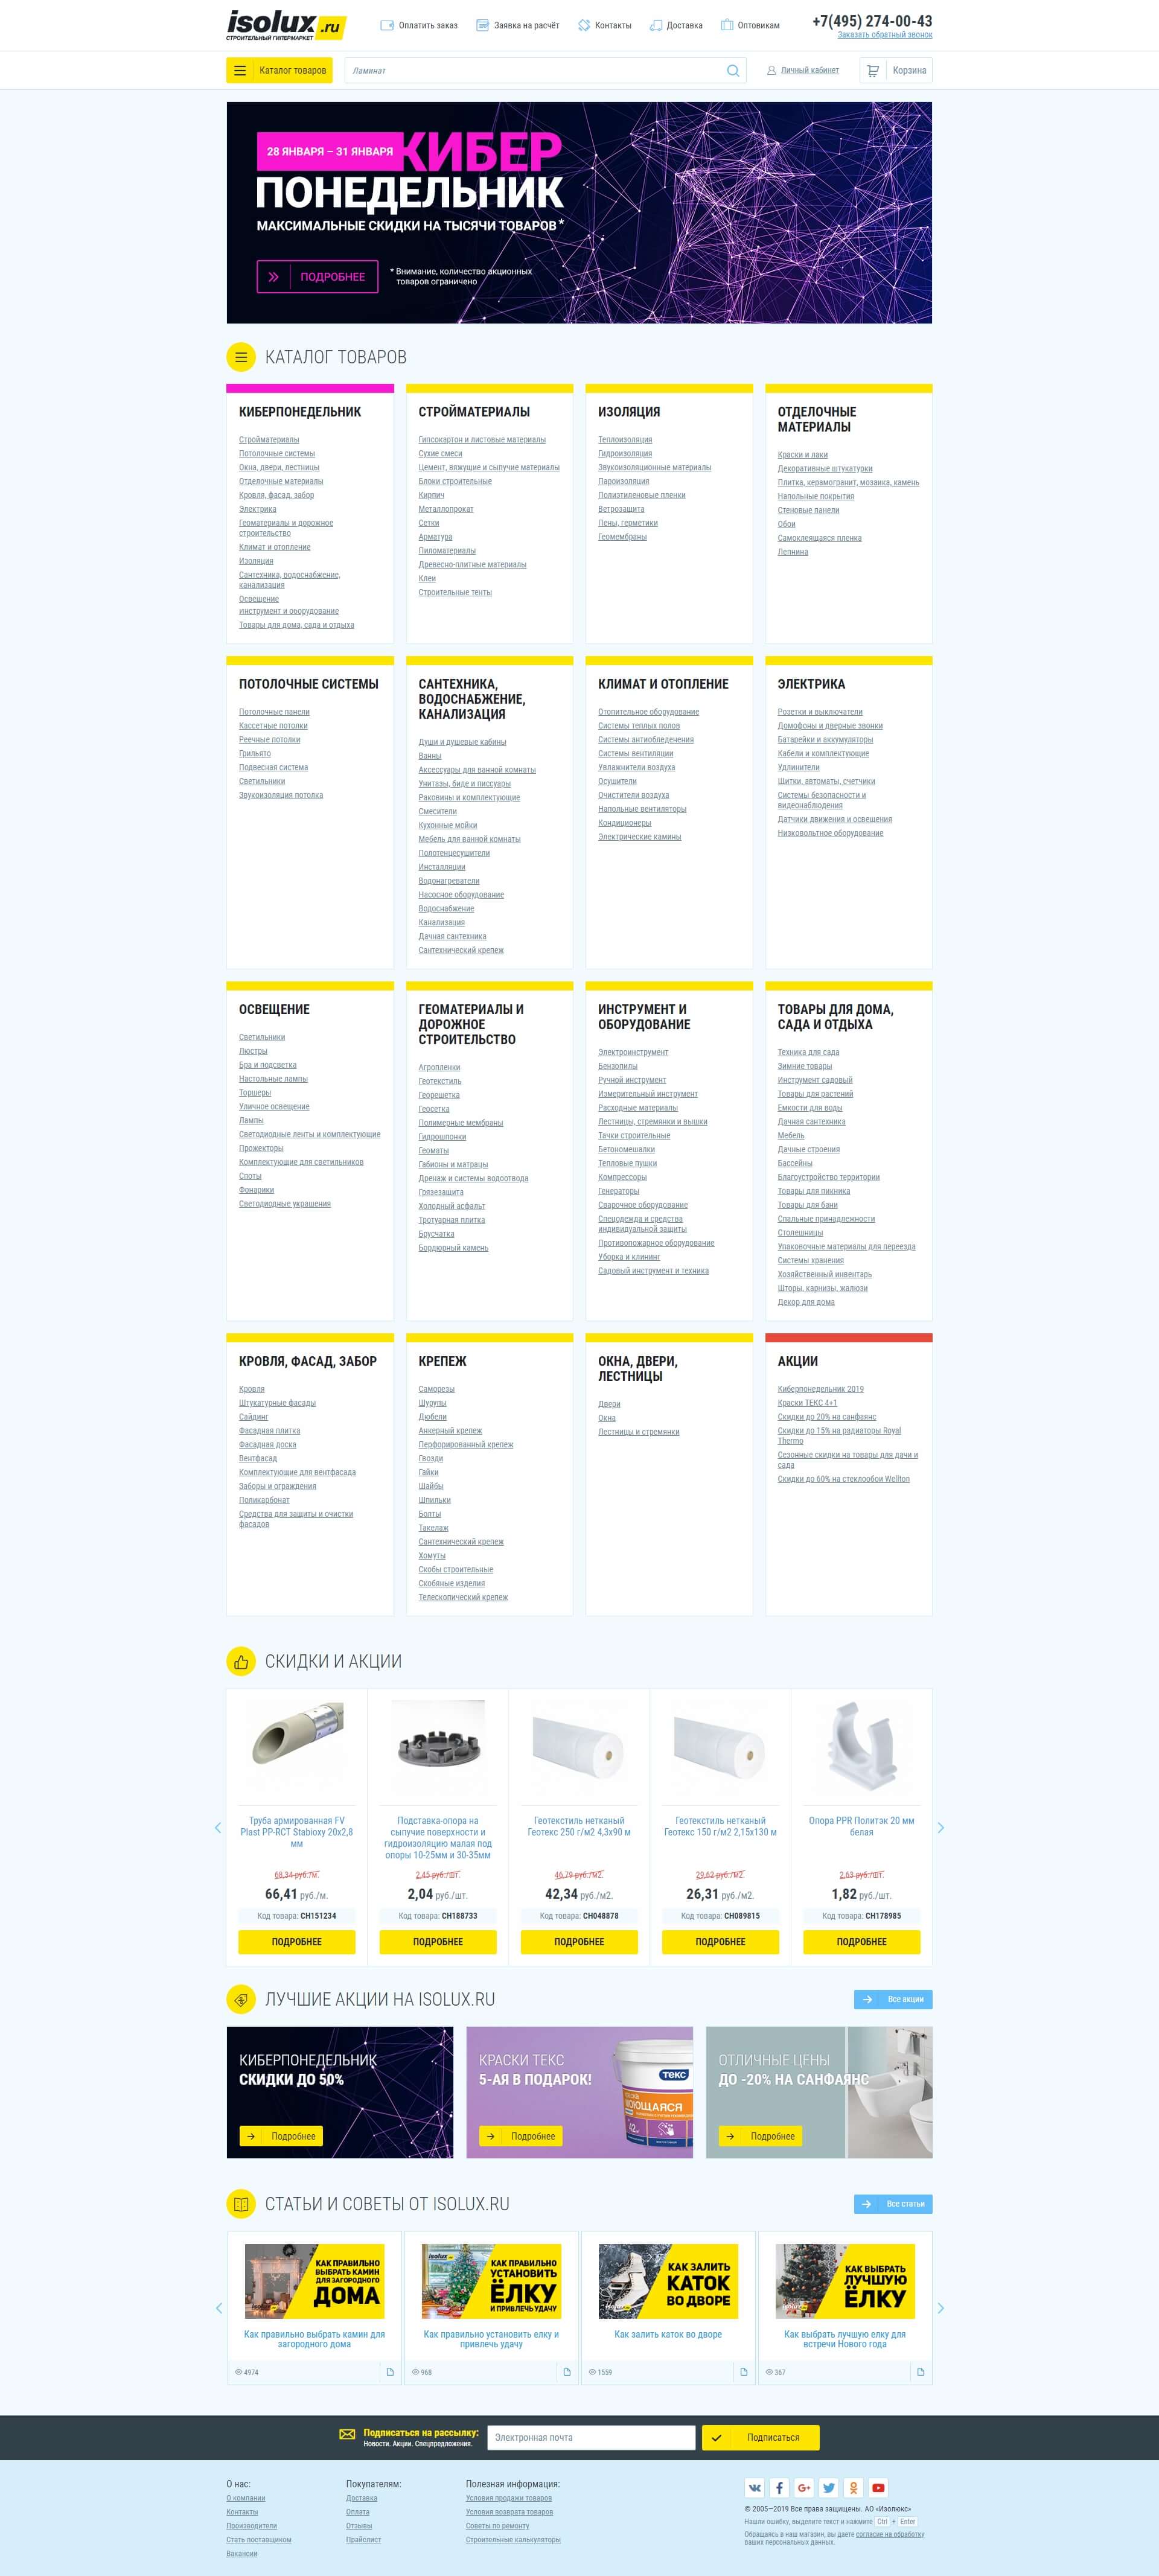 isolux.ru
СТРОИТЕЛЬНЫЙ ГИПЕРМАРКЕТ
Оплатить заказ
Заявка на расчёт
Контакты
Доставка
Оптовикам
+7(495) 274-00-43
Заказать обратный звонок
Каталог товаров
Ламинат
Личный кабинет
Корзина
28 ЯНВАРЯ – 31 ЯНВАРЯ
КИБЕР
ПОНЕДЕЛЬНИК
МАКСИМАЛЬНЫЕ СКИДКИ НА ТЫСЯЧИ ТОВАРОВ*
ПОДРОБНЕЕ
* Внимание, количество акционных
товаров ограничено
КАТАЛОГ ТОВАРОВ
КИБЕРПОНЕДЕЛЬНИК
Стройматериалы
Потолочные системы
Окна, двери, лестницы
Отделочные материалы
Кровля, фасад, забор
Электрика
Геоматериалы и дорожное
строительство
Климат и отопление
Изоляция
Сантехника, водоснабжение,
канализация
Освещение
Инструмент и оборудование
Товары для дома, сада и отдыха
СТРОЙМАТЕРИАЛЫ
Гипсокартон и листовые материалы
Сухие смеси
Цемент, вяжущие и сыпучие материалы
Блоки строительные
Кирпич
Металлопрокат
Сетки
Арматура
Пиломатериалы
Древесно-плитные материалы
Клеи
Строительные тенты
ИЗОЛЯЦИЯ
Теплоизоляция
Гидроизоляция
Звукоизоляционные материалы
Пароизоляция
Полиэтиленовые пленки
Ветрозащита
Пены, герметики
Геомембраны
ОТДЕЛОЧНЫЕ
МАТЕРИАЛЫ
Краски и лаки
Декоративные штукатурки
Плитка, керамогранит, мозаика, камень
Напольные покрытия
Стеновые панели
Обои
Самоклеящаяся пленка
Лепнина
ПОТОЛОЧНЫЕ СИСТЕМЫ
Потолочные панели
Кассетные потолки
Реечные потолки
Грильято
Подвесная система
Светильники
Звукоизоляция потолка
САНТЕХНИКА,
ВОДОСНАБЖЕНИЕ,
КАНАЛИЗАЦИЯ
Души и душевые кабины
Ванны
Аксессуары для ванной комнаты
Унитазы, биде и писсуары
Раковины и комплектующие
Смесители
Кухонные мойки
Мебель для ванной комнаты
Полотенцесушители
Инсталляции
Водонагреватели
Насосное оборудование
Водоснабжение
Канализация
Дачная сантехника
Сантехнический крепеж
КЛИМАТ И ОТОПЛЕНИЕ
Отопительное оборудование
Системы теплых полов
Системы антиобледенения
Системы вентиляции
Увлажнители воздуха
Осушители
Очистители воздуха
Напольные вентиляторы
Кондиционеры
Электрические камины
ЭЛЕКТРИКА
Розетки и выключатели
Домофоны и дверные звонки
Батарейки и аккумуляторы
Кабели и комплектующие
Удлинители
Щитки, автоматы, счетчики
Системы безопасности и
видеонаблюдения
Датчики движения и освещения
Низковольтное оборудование
ОСВЕЩЕНИЕ
Светильники
Люстры
Бра и подсветка
Настольные лампы
Торшеры
Уличное освещение
Лампы
Светодиодные ленты и комплектующие
Прожекторы
Комплектующие для светильников
Споты
Фонарики
Светодиодные украшения
ГЕОМАТЕРИАЛЫ И
ДОРОЖНОЕ
СТРОИТЕЛЬСТВО
Агропленки
Геотекстиль
Георешетка
Геосетка
Полимерные мембраны
Гидрошпонки
Геоматы
Габионы и матрацы
Дренаж и системы водоотвода
Грязезащита
Холодный асфальт
Тротуарная плитка
Брусчатка
Бордюрный камень
ИНСТРУМЕНТ И
ОБОРУДОВАНИЕ
Электроинструмент
Бензопилы
Ручной инструмент
Измерительный инструмент
Расходные материалы
Лестницы, стремянки и вышки
Тачки строительные
Бетономешалки
Тепловые пушки
Компрессоры
Генераторы
Сварочное оборудование
Спецодежда и средства
индивидуальной защиты
Противопожарное оборудование
Уборка и клининг
Садовый инструмент и техника
ТОВАРЫ ДЛЯ ДОМА,
САДА И ОТДЫХА
Техника для сада
Зимние товары
Инструмент садовый
Товары для растений
Емкости для воды
Дачная сантехника
Мебель
Дачные строения
Бассейны
Благоустройство территории
Товары для пикника
Товары для бани
Спальные принадлежности
Столешницы
Упаковочные материалы для переезда
Системы хранения
Хозяйственный инвентарь
Шторы, карнизы, жалюзи
Декор для дома
КРОВЛЯ, ФАСАД, ЗАБОР
Кровля
Штукатурные фасады
Сайдинг
Фасадная плитка
Фасадная доска
Вентфасад
Комплектующие для вентфасада
Заборы и ограждения
Поликарбонат
Средства для защиты и очистки
фасадов
КРЕПЕЖ
Саморезы
Шурупы
Дюбели
Анкерный крепеж
Перфорированный крепеж
Гвозди
Гайки
Шайбы
Шпильки
Болты
Такелаж
Сантехнический крепеж
Хомуты
Скобы строительные
Скобяные изделия
Телескопический крепеж
ОКНА, ДВЕРИ,
ЛЕСТНИЦЫ
Двери
Окна
Лестницы и стремянки
АКЦИИ
Киберпонедельник 2019
Краски ТЕКС 4+1
Скидки до 20% на санфаянс
Скидки до 15% на радиаторы Royal
Thermo
Сезонные скидки на товары для дачи и
сада
Скидки до 60% на стеклообои Wellton
СКИДКИ И АКЦИИ
Труба армированная FV
Plast PP-RCT Stabioxy 20x2,8
мм
68,34 руб./м.
66,41 руб./м.
Код товара: СН151234
ПОДРОБНЕЕ
Подставка-опора на
сыпучие поверхности и
гидроизоляцию малая под
опоры 10-25мм и 30-35мм
2,45 руб./шт.
2,04 руб./шт.
Код товара: СН188733
ПОДРОБНЕЕ
Геотекстиль нетканый
Геотекс 250 г/м2 4,3х90 м
46,79 руб./м2.
42,34 руб./м2.
Код товара: СН048878
ПОДРОБНЕЕ
Геотекстиль нетканый
Геотекс 150 г/м2 2,15х130 м
29,62 руб./м2.
26,31 руб./м2.
Код товара: СН089815
ПОДРОБНЕЕ
Опора PPR Политэк 20 мм
белая
2,63 руб./шт.
1,82 руб./шт.
Код товара: СН178985
ПОДРОБНЕЕ
ЛУЧШИЕ АКЦИИ НА ISOLUX.RU
Все акции
КИБЕРПОНЕДЕЛЬНИК
СКИДКИ ДО 50%
Подробнее
КРАСКИ ТЕКС
5-АЯ В ПОДАРОК!
Подробнее
ТЕКС
КРАСКА
МОЮЩАЯСЯ
ОТЛИЧНЫЕ ЦЕНЫ
ДО -20% НА САНФАЯНС
Подробнее
СТАТЬИ И СОВЕТЫ ОТ ISOLUX.RU
Все статьи
КАК ПРАВИЛЬНО
ВЫБРАТЬ КАМИН
ДЛЯ ЗАГОРОДНОГО
ДОМА
Как правильно выбрать камин для
загородного дома
4974
isolux.ru
КАК ПРАВИЛЬНО
УСТАНОВИТЬ
ЁЛКУ
И ПРИВЛЕЧЬ УДАЧУ
Как правильно установить елку и
привлечь удачу
968
КАК ЗАЛИТЬ
КАТОК
ВО ДВОРЕ
isolux.ru
Как залить каток во дворе
1559
КАК ВЫБРАТЬ
ЛУЧШУЮ
ЁЛКУ
isolux.ru
Как выбрать лучшую елку для
встречи Нового года
367
Подписаться на рассылку:
Новости. Акции. Спецпредложения.
Электронная почта
Подписаться
О нас:
О компании
Контакты
Производители
Стать поставщиком
Вакансии
Покупателям:
Доставка
Оплата
Отзывы
Прайслист
Полезная информация:
Условия продажи товаров
Условия возврата товаров
Советы по ремонту
Строительные калькуляторы
© 2005—2019 Все права защищены. АО «Изолюкс»
Нашли ошибку, выделите текст и нажмите Ctrl + Enter
Обращаясь в наш магазин, вы даете согласие на обработку
ваших персональных данных.